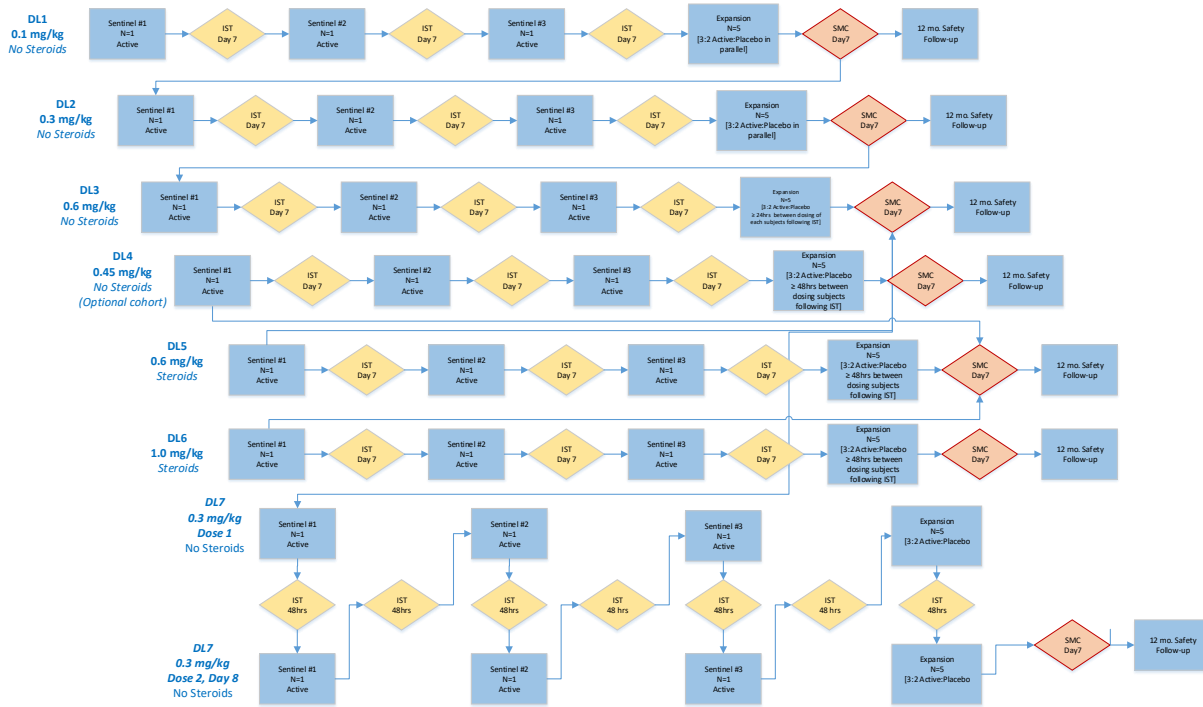 DL1
0.1 mg/kg
No Steroids
Sentinel #1
N=1
Active
IST
Day 7
Sentinel #2
N=1
Active
IST
Day 7
Sentinel #3
N=1
Active
IST
Day 7
Expansion
N=5
[3:2 Active:Placebo in
parallel]
SMC
Day7
12 mo. Safety
Follow-up
DL2
0.3 mg/kg
No Steroids
Sentinel #1
N=1
Active
IST
Day 7
Sentinel #2
N=1
Active
IST
Day 7
Sentinel #3
N=1
Active
IST
Day 7
Expansion
N=5
[3:2 Active:Placebo in
parallel]
SMC
Day7
12 mo. Safety
Follow-up
DL3
0.6 mg/kg
No Steroids
Sentinel #1
N=1
Active
IST
Day 7
Sentinel #2
N=1
Active
IST
Day 7
Sentinel #3
N=1
Active
IST
Day 7
Expansion
N=5
[3:2 Active:Placebo
≥ 24hrs between dosing of
each subjects following IST]
SMC
Day7
12 mo. Safety
Follow-up
DL4
0.45 mg/kg
No Steroids
(Optional cohort)
Sentinel #1
N=1
Active
IST
Day 7
Sentinel #2
N=1
Active
IST
Day 7
Sentinel #3
N=1
Active
IST
Day 7
Expansion
N=5
[3:2 Active:Placebo
≥ 48hrs between
dosing subjects
following IST]
SMC
Day7
12 mo. Safety
Follow-up
DL5
0.6 mg/kg
Steroids
Sentinel #1
N=1
Active
IST
Day 7
Sentinel #2
N=1
Active
IST
Day 7
Sentinel #3
N=1
Active
IST
Day 7
Expansion
N=5
[3:2 Active:Placebo
≥ 48hrs between
dosing subjects
following IST]
SMC
Day7
12 mo. Safety
Follow-up
DL6
1.0 mg/kg
Steroids
Sentinel #1
N=1
Active
IST
Day 7
Sentinel #2
N=1
Active
IST
Day 7
Sentinel #3
N=1
Active
IST
Day 7
Expansion
N=5
[3:2 Active:Placebo
≥ 48hrs between
dosing subjects
following IST]
SMC
Day7
12 mo. Safety
Follow-up
DL7
0.3 mg/kg
Dose 1
No Steroids
Sentinel #1
N=1
Active
Sentinel #2
N=1
Active
Sentinel #3
N=1
Active
Expansion
N=5
[3:2 Active:Placebo
IST
48hrs
IST
48hrs
IST
48hrs
IST
48 hrs
IST
48hrs
IST
48 hrs
IST
48hrs
DL7
0.3 mg/kg
Dose 2, Day 8
No Steroids
Sentinel #1
N=1
Active
Sentinel #2
N=1
Active
Sentinel #3
N=1
Active
Expansion
N=5
[3:2 Active:Placebo
SMC
Day7
12 mo. Safety
Follow-up